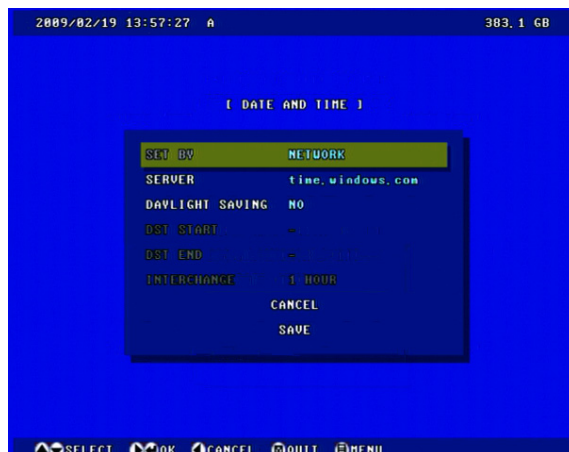 2009/02/19 13:57:27 A 383.1 GB
[ DATE AND TIME ]
SET BY NETWORK
SERVER time.windows.com
DAYLIGHT SAVING NO
DST START -
DST END -
INTERCHANGE 1 HOUR
CANCEL
SAVE
SELECT OK CANCEL QUIT MENU